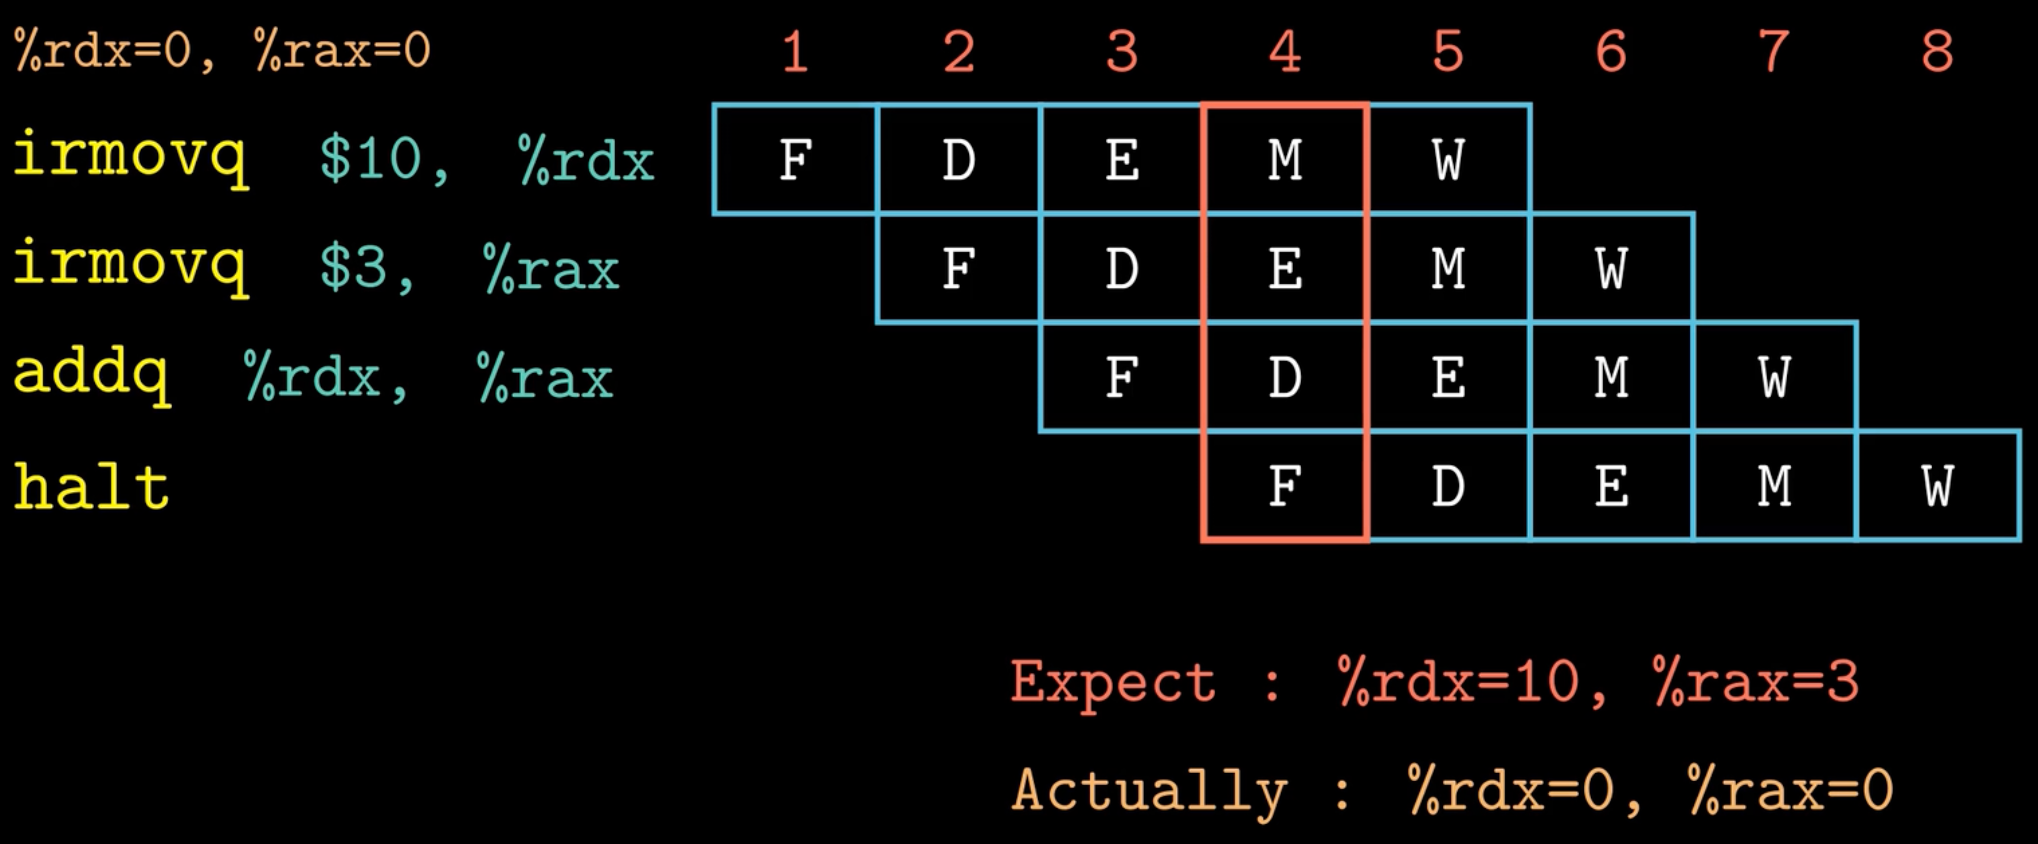 %rdx=0, %rax=0 1 2 3 4 5 6 7 8
irmovq $10, %rdx F D E M W
irmovq $3, %rax F D E M W
addq %rdx, %rax F D E M W
halt F D E M W
Expect : %rdx=10, %rax=3
Actually : %rdx=0, %rax=0